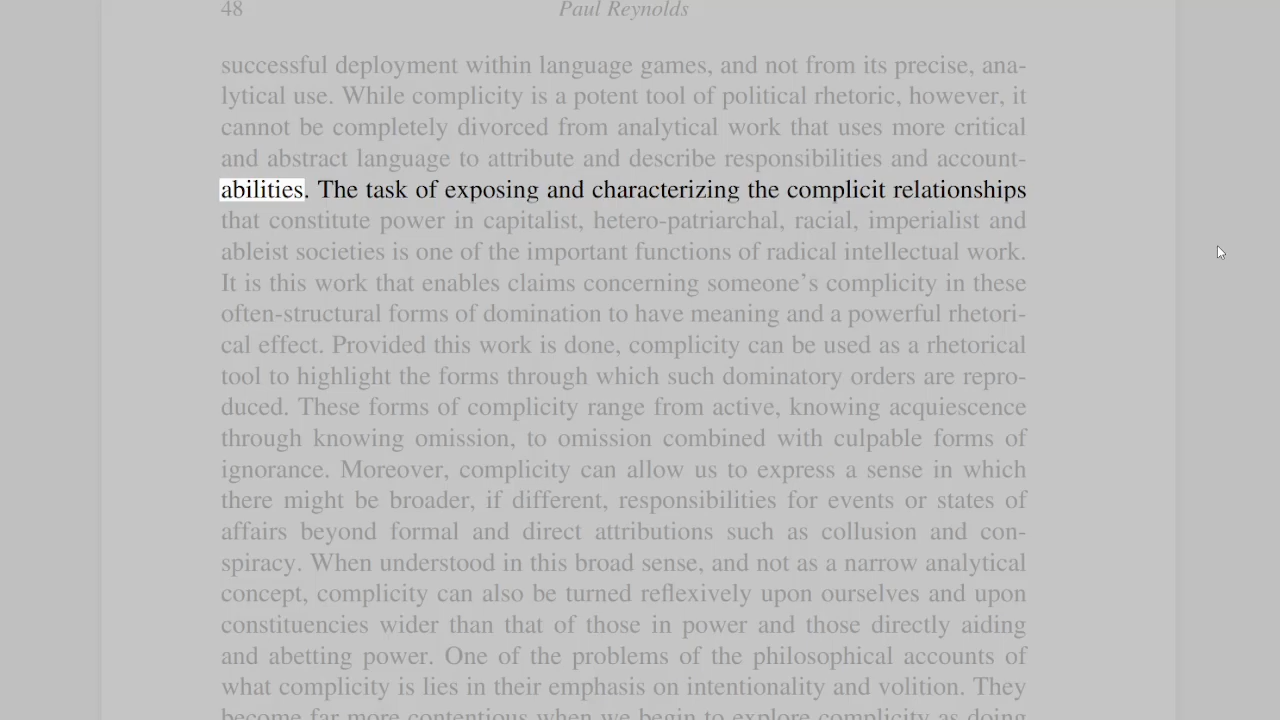 48 Paul Reynolds
successful deployment within language games, and not from its precise, ana-
lytical use. While complicity is a potent tool of political rhetoric, however, it
cannot be completely divorced from analytical work that uses more critical
and abstract language to attribute and describe responsibilities and account-
abilities. The task of exposing and characterizing the complicit relationships
that constitute power in capitalist, hetero-patriarchal, racial, imperialist and
ableist societies is one of the important functions of radical intellectual work.
It is this work that enables claims concerning someone’s complicity in these
often-structural forms of domination to have meaning and a powerful rhetori-
cal effect. Provided this work is done, complicity can be used as a rhetorical
tool to highlight the forms through which such dominatory orders are repro-
duced. These forms of complicity range from active, knowing acquiescence
through knowing omission, to omission combined with culpable forms of
ignorance. Moreover, complicity can allow us to express a sense in which
there might be broader, if different, responsibilities for events or states of
affairs beyond formal and direct attributions such as collusion and con-
spiracy. When understood in this broad sense, and not as a narrow analytical
concept, complicity can also be turned reflexively upon ourselves and upon
constituencies wider than that of those in power and those directly aiding
and abetting power. One of the problems of the philosophical accounts of
what complicity is lies in their emphasis on intentionality and volition. They
become far more contentious when we begin to explore complicity as doing